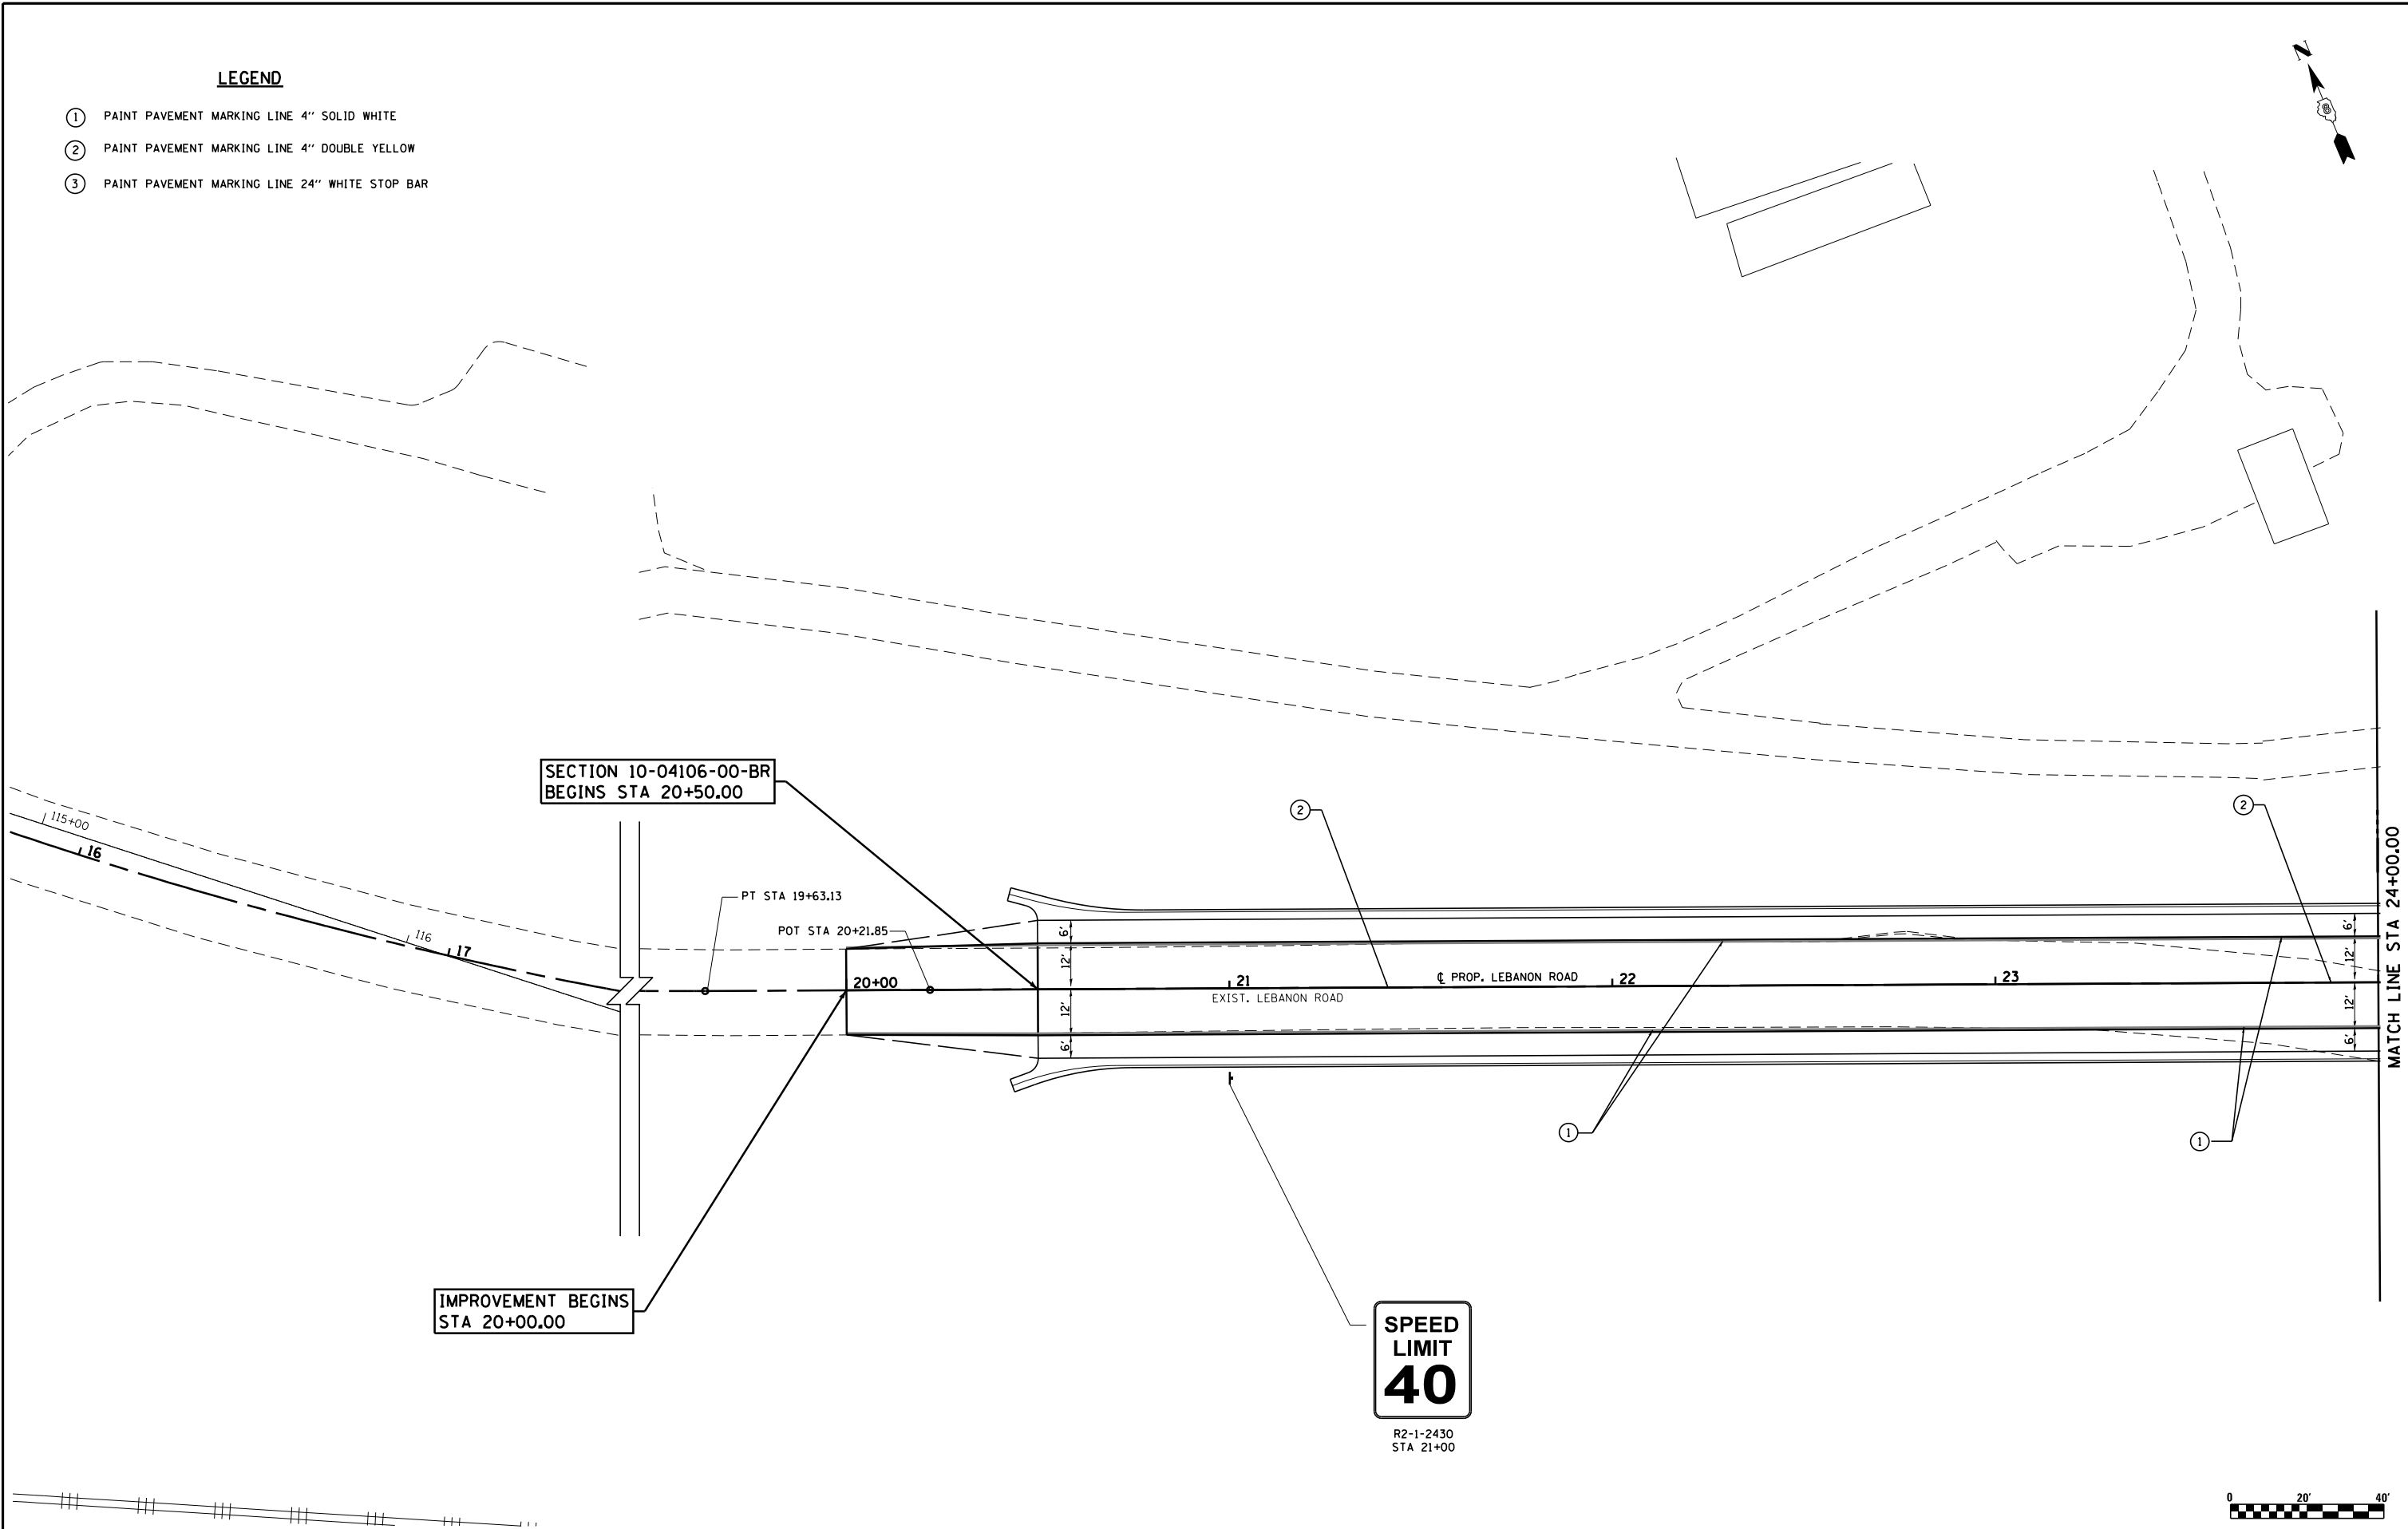 LEGEND
1 PAINT PAVEMENT MARKING LINE 4'' SOLID WHITE
2 PAINT PAVEMENT MARKING LINE 4'' DOUBLE YELLOW
3 PAINT PAVEMENT MARKING LINE 24'' WHITE STOP BAR
N
8
SECTION 10-04106-00-BR
BEGINS STA 20+50.00
2
2
115+00
16
116
17
PT STA 19+63.13
POT STA 20+21.85
20+00
6'
12'
12'
6'
21
EXIST. LEBANON ROAD
℄ PROP. LEBANON ROAD
22
23
6'
12'
12'
6'
MATCH LINE STA 24+00.00
1
1
IMPROVEMENT BEGINS
STA 20+00.00
SPEED
LIMIT
40
R2-1-2430
STA 21+00
0 20' 40'